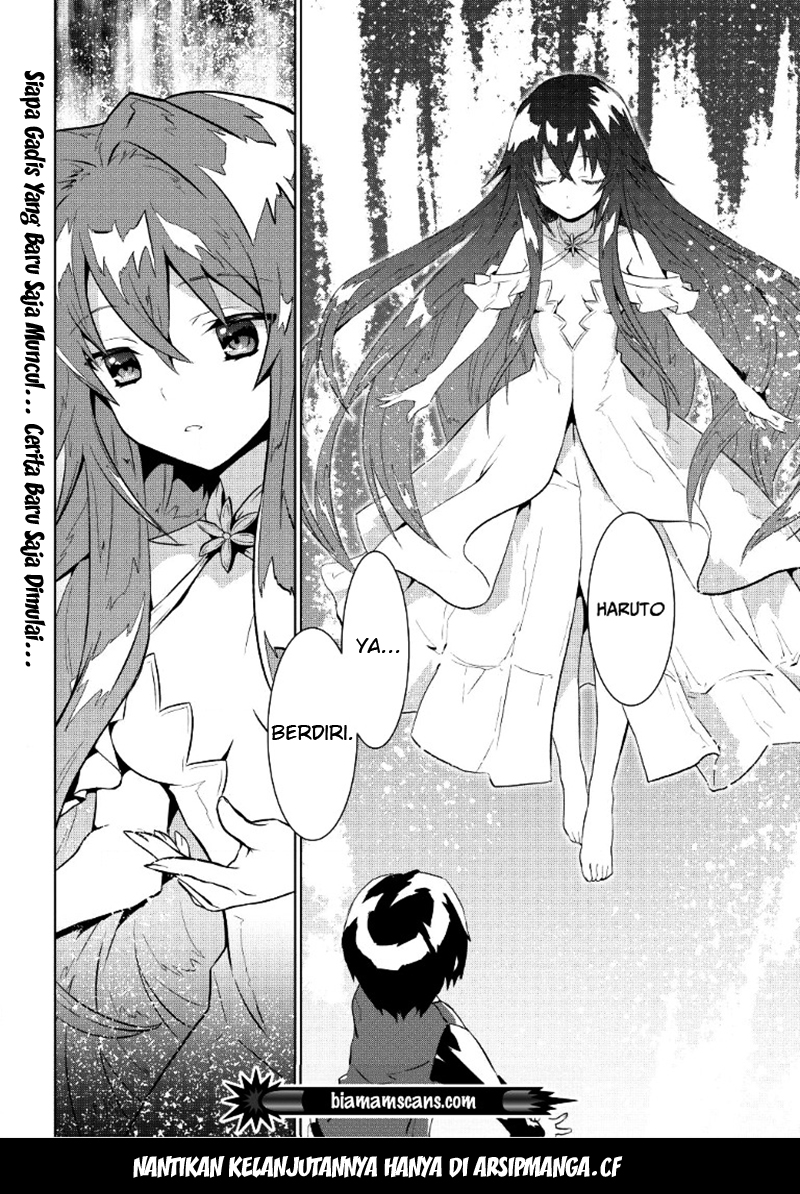 HARUTO
YA...
BERDIRI.
Siapa Gadis Yang Baru Saja Muncul... Cerita Baru Saja Dimulai...
biamamscans.com
NANTIKAN KELANJUTANNYA HANYA DI ARSIPMANGA.CF